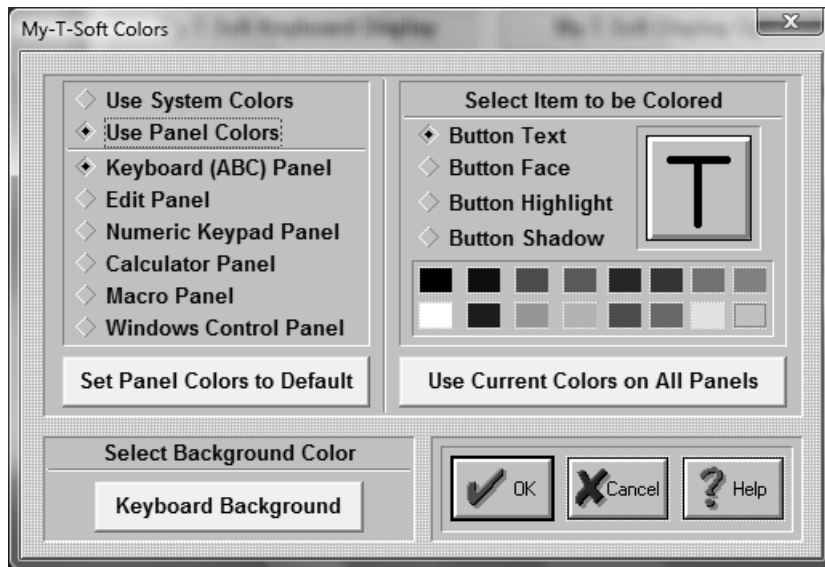 My-T-Soft Colors
Use System Colors
Use Panel Colors
Keyboard (ABC) Panel
Edit Panel
Numeric Keypad Panel
Calculator Panel
Macro Panel
Windows Control Panel
Set Panel Colors to Default
Select Item to be Colored
Button Text
Button Face
Button Highlight
Button Shadow
T
Use Current Colors on All Panels
Select Background Color
Keyboard Background
OK
Cancel
Help